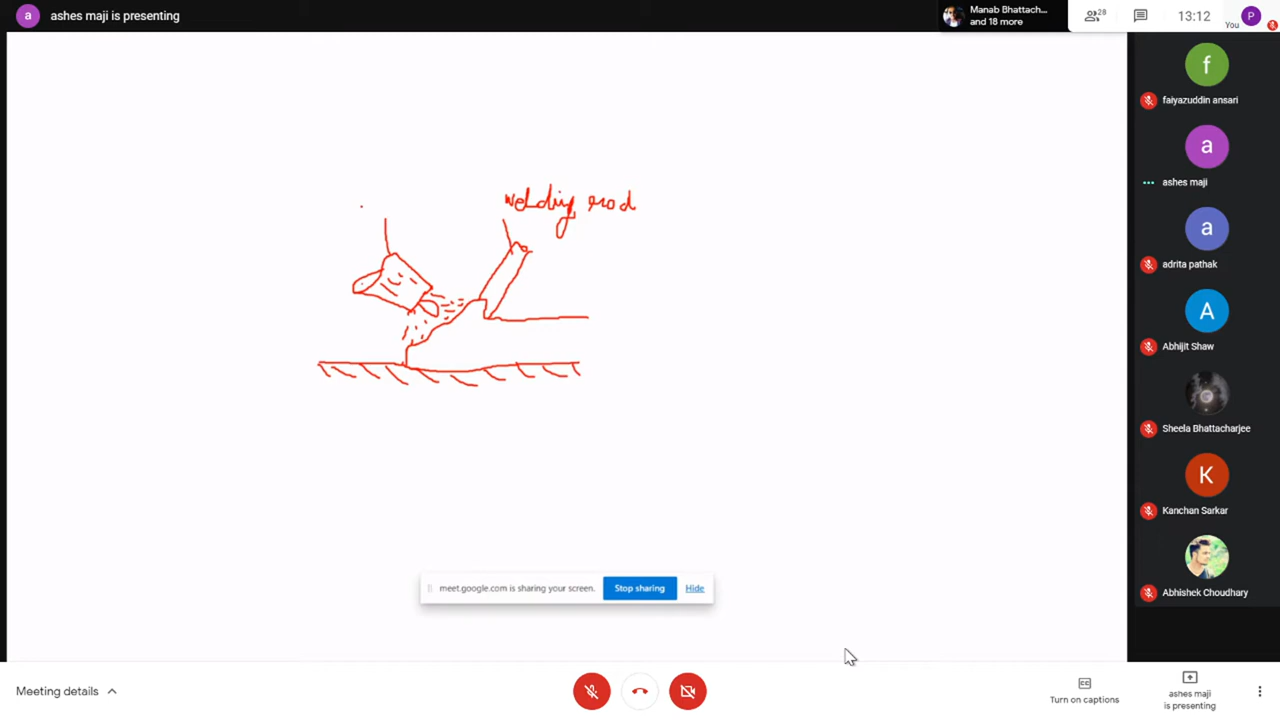 a ashes maji is presenting
Manab Bhattach...
and 18 more
28
13:12
You
P
f
faiyazuddin ansari
a
ashes maji
a
adrita pathak
A
Abhijit Shaw
Sheela Bhattacharjee
K
Kanchan Sarkar
Abhishek Choudhary
welding rod
meet.google.com is sharing your screen.
Stop sharing
Hide
Meeting details
Turn on captions
ashes maji
is presenting